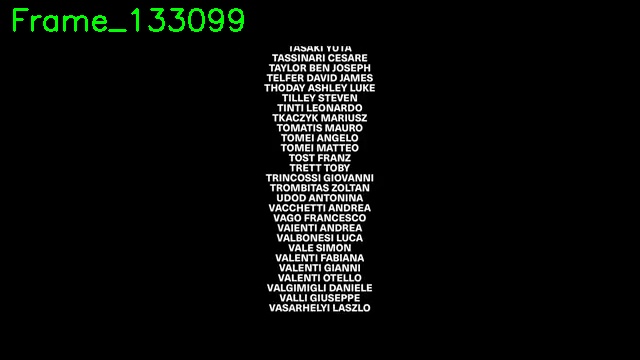 Frame_133099
TASAKI YUTA
TASSINARI CESARE
TAYLOR BEN JOSEPH
TELFER DAVID JAMES
THODAY ASHLEY LUKE
TILLEY STEVEN
TINTI LEONARDO
TKACZYK MARIUSZ
TOMATIS MAURO
TOMEI ANGELO
TOMEI MATTEO
TOST FRANZ
TRETT TOBY
TRINCOSSI GIOVANNI
TROMBITAS ZOLTAN
UDOD ANTONINA
VACCHETTI ANDREA
VAGO FRANCESCO
VAIENTI ANDREA
VALBONESI LUCA
VALE SIMON
VALENTI FABIANA
VALENTI GIANNI
VALENTI OTELLO
VALGIMIGLI DANIELE
VALLI GIUSEPPE
VASARHELYI LASZLO